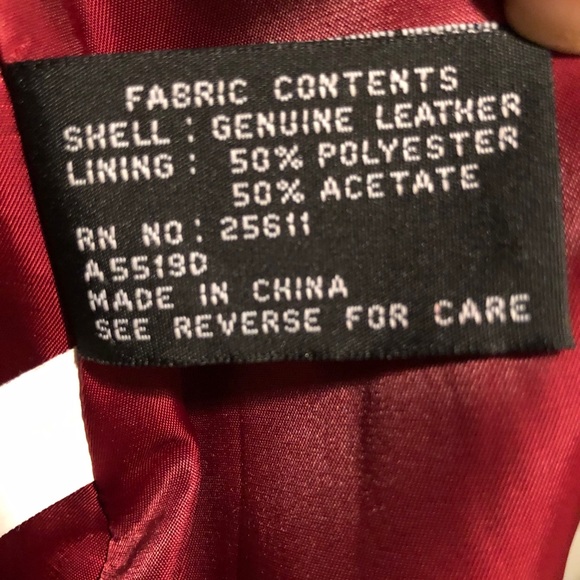 FABRIC CONTENTS
SHELL: GENUINE LEATHER
LINING: 50% POLYESTER
50% ACETATE
RN NO: 25611
A5519D
MADE IN CHINA
SEE REVERSE FOR CARE